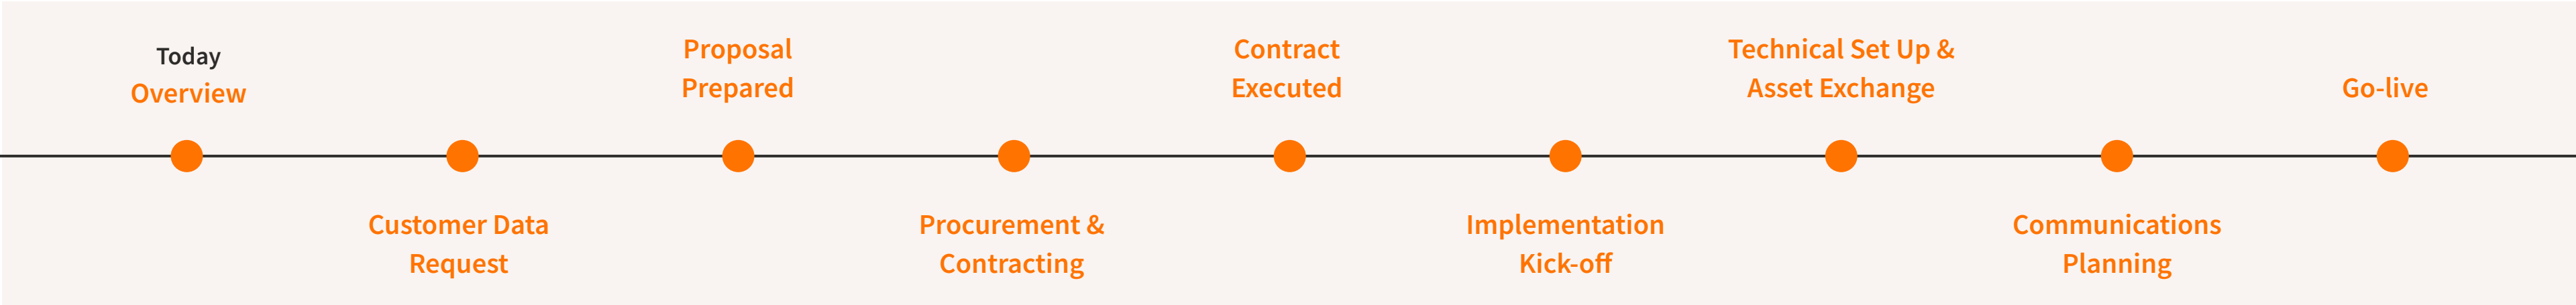 Today
Overview
Customer Data
Request
Proposal
Prepared
Procurement &
Contracting
Contract
Executed
Implementation
Kick-off
Technical Set Up &
Asset Exchange
Communications
Planning
Go-live